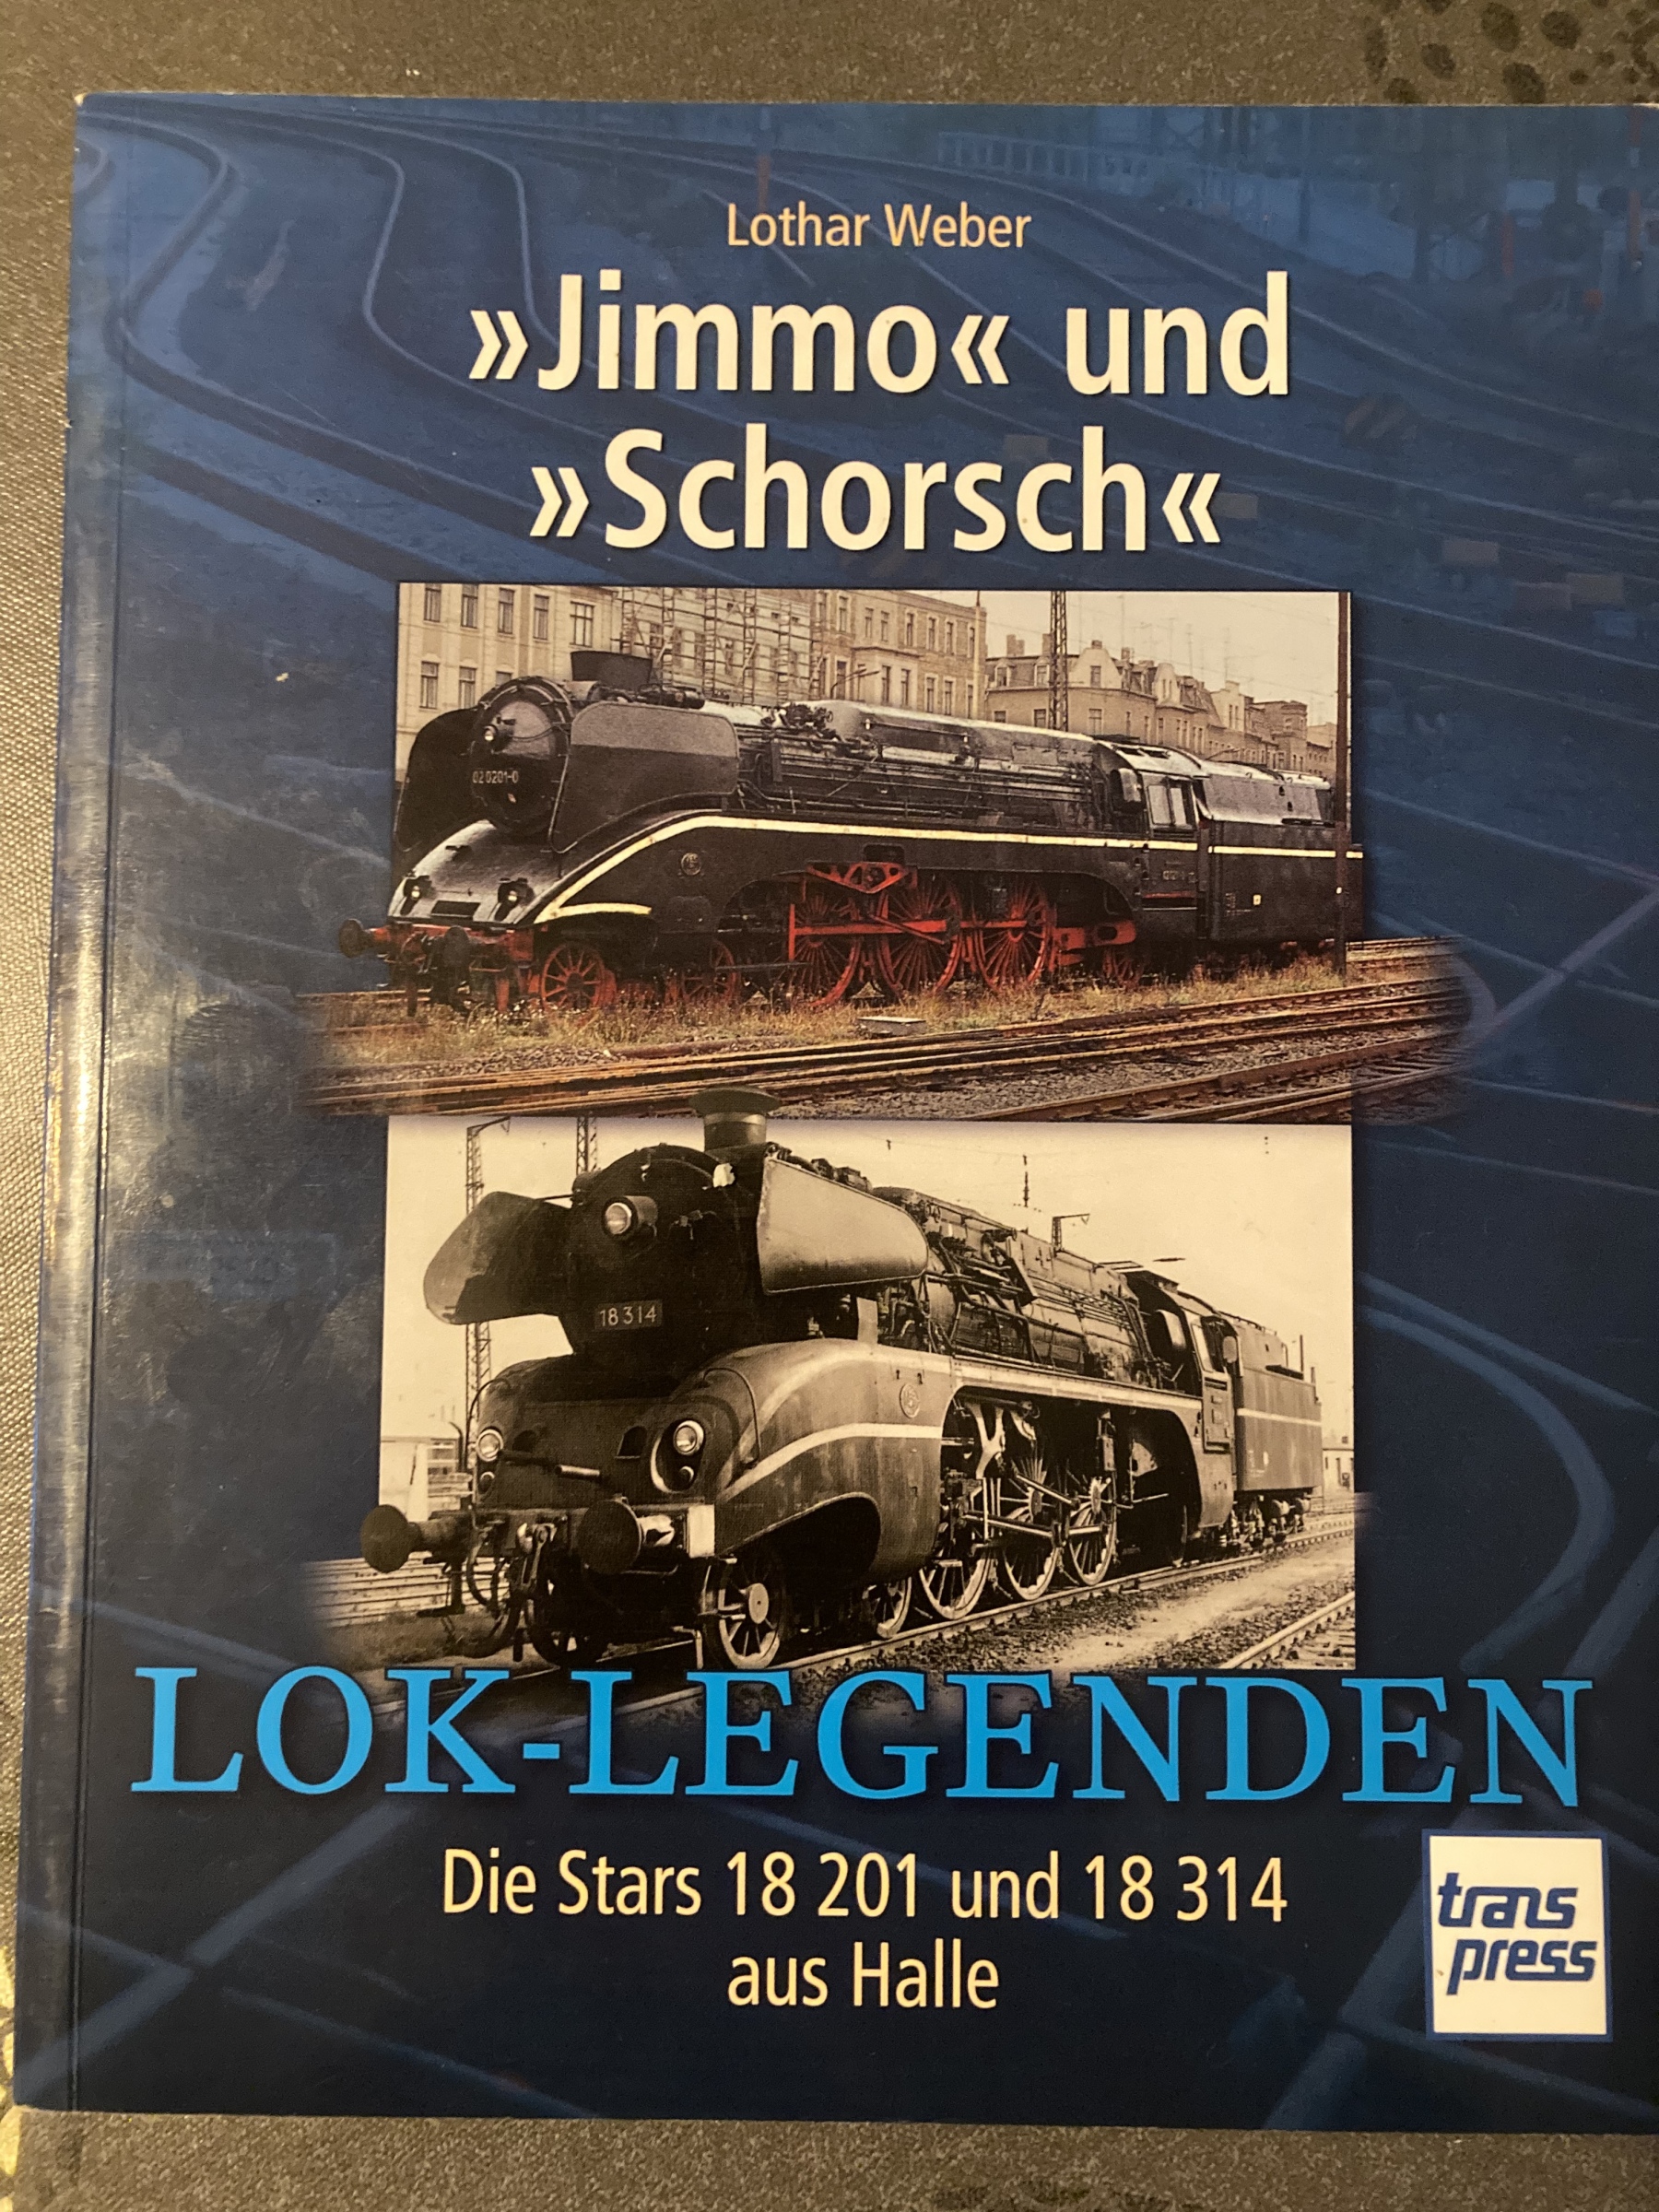 Lothar Weber
»Jimmo« und
»Schorsch«
02 0201-0
18 314
LOK-LEGENDEN
Die Stars 18 201 und 18 314
aus Halle
trans
press